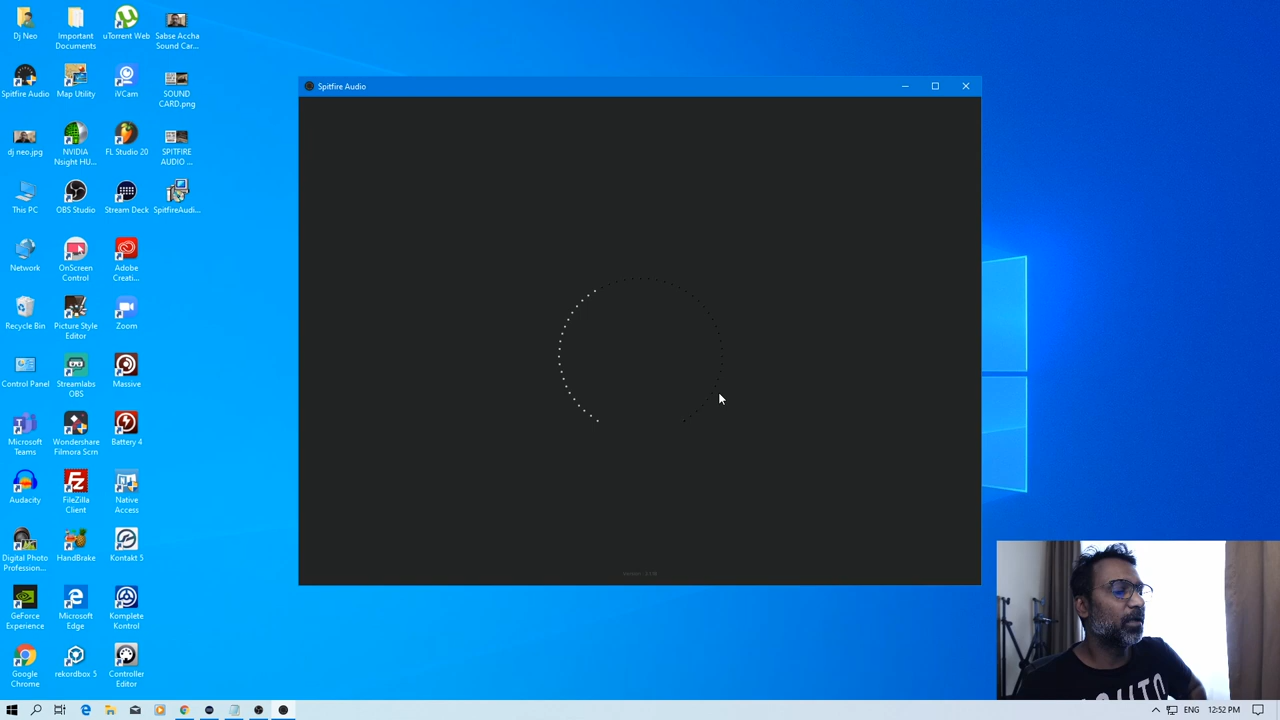 Dj Neo
Important
Documents
uTorrent Web
Sabse Accha
Sound Car...
Spitfire Audio
Map Utility
iVCam
SOUND
CARD.png
dj neo.jpg
NVIDIA
Nsight HU...
FL Studio 20
SPITFIRE
AUDIO ...
This PC
OBS Studio
Stream Deck
SpitfireAudi...
Network
OnScreen
Control
Adobe
Creati...
Recycle Bin
Picture Style
Editor
Zoom
Control Panel
Streamlabs
OBS
Massive
Microsoft
Teams
Wondershare
Filmora Scrn
Battery 4
Audacity
FileZilla
Client
Native
Access
Digital Photo
Profession...
HandBrake
Kontakt 5
GeForce
Experience
Microsoft
Edge
Komplete
Kontrol
Google
Chrome
rekordbox 5
Controller
Editor
Spitfire Audio
ENG
12:52 PM